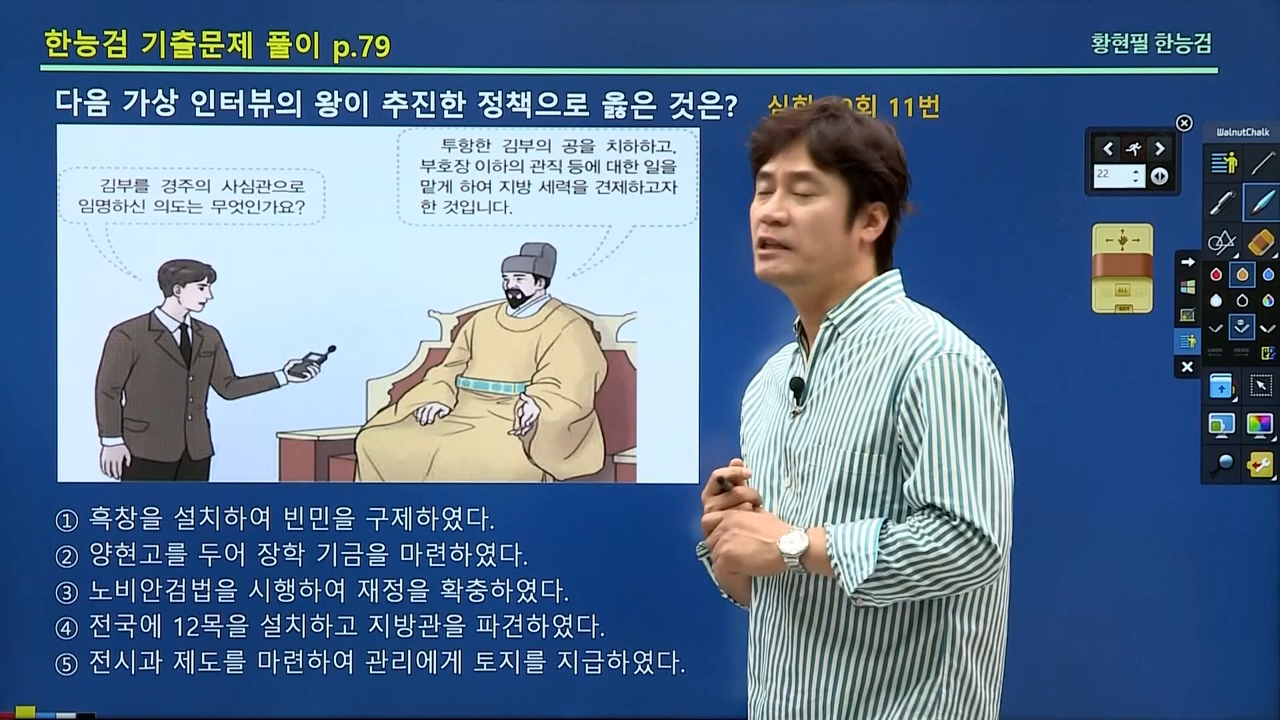 한능검 기출문제 풀이 p.79
황현필 한능검
다음 가상 인터뷰의 왕이 추진한 정책으로 옳은 것은?
11번
김부를 경주의 사심관으로
임명하신 의도는 무엇인가요?
투항한 김부의 공을 치하하고,
부호장 이하의 관직 등에 대한 일을
맡게 하여 지방 세력을 견제하고자
한 것입니다.
① 흑창을 설치하여 빈민을 구제하였다.
② 양현고를 두어 장학 기금을 마련하였다.
③ 노비안검법을 시행하여 재정을 확충하였다.
④ 전국에 12목을 설치하고 지방관을 파견하였다.
⑤ 전시과 제도를 마련하여 관리에게 토지를 지급하였다.
WalnutChalk
22
ALL
EXIT